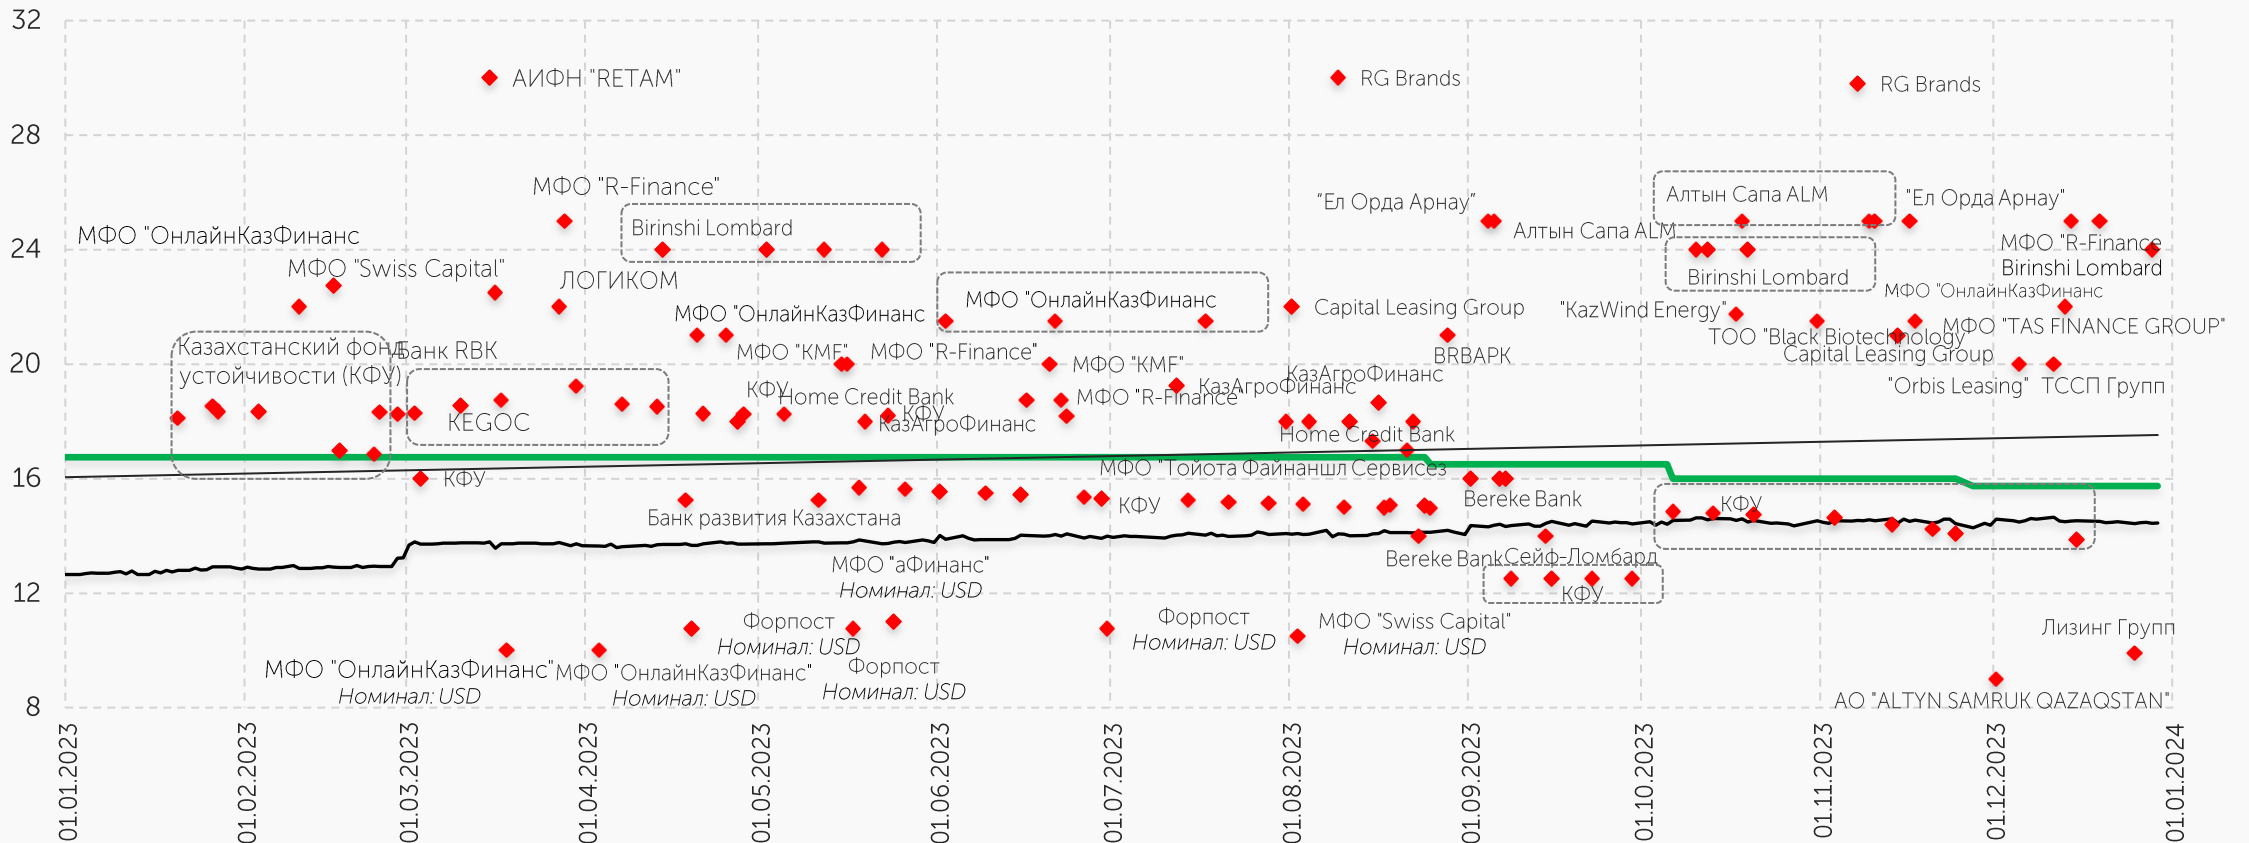 32
АИФН "RETAM"
RG Brands
RG Brands
28
МФО "R-Finance"
“Ел Орда Арнау”
Алтын Сапа ALM
"Ел Орда Арнау"
МФО "ОнлайнКазФинанс
Birinshi Lombard
Алтын Сапа ALM
24
МФО "R-Finance
МФО "Swiss Capital"
Birinshi Lombard
Birinshi Lombard
ЛОГИКОМ
МФО "ОнлайнКазФинанс
МФО "ОнлайнКазФинанс
Capital Leasing Group
"KazWind Energy"
МФО "ОнлайнКазФинанс
МФО "TAS FINANCE GROUP"
ТОО "Black Biotechnology"
Казахстанский фонд
устойчивости (КФУ)
Банк RBK
МФО "KMF"
МФО "R-Finance"
BRBАРК
Capital Leasing Group
20
МФО "KMF"
КазАгроФинанс
КазАгроФинанс
"Orbis Leasing"
ТССП Групп
КФУ
Home Credit Bank
МФО "R-Finance"
KEGOC
КФУ
КазАгроФинанс
Home Credit Bank
16
КФУ
МФО "Тойота Файнаншл Сервисез
Банк развития Казахстана
КФУ
Bereke Bank
КФУ
МФО "аФинанс"
Номинал: USD
Bereke Bank
Сейф-Ломбард
12
КФУ
Форпост
Номинал: USD
Форпост
Номинал: USD
МФО "Swiss Capital"
Номинал: USD
Лизинг Групп
МФО "ОнлайнКазФинанс"
Номинал: USD
МФО "ОнлайнКазФинанс"
Номинал: USD
Форпост
Номинал: USD
8
АО "ALTYN SAMRUK QAZAQSTAN"
01.01.2023
01.02.2023
01.03.2023
01.04.2023
01.05.2023
01.06.2023
01.07.2023
01.08.2023
01.09.2023
01.10.2023
01.11.2023
01.12.2023
01.01.2024